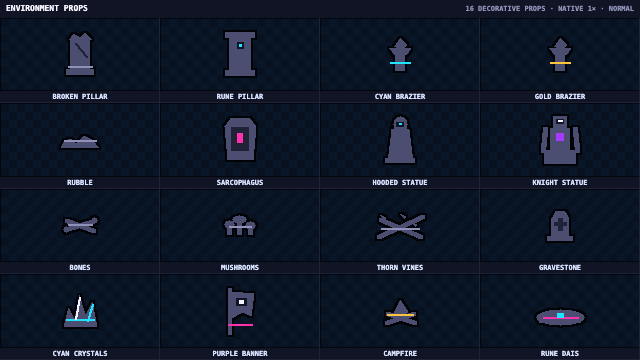 ENVIRONMENT PROPS
16 DECORATIVE PROPS · NATIVE 1× · NORMAL
BROKEN PILLAR
RUNE PILLAR
CYAN BRAZIER
GOLD BRAZIER
RUBBLE
SARCOPHAGUS
HOODED STATUE
KNIGHT STATUE
BONES
MUSHROOMS
THORN VINES
GRAVESTONE
CYAN CRYSTALS
PURPLE BANNER
CAMPFIRE
RUNE DAIS